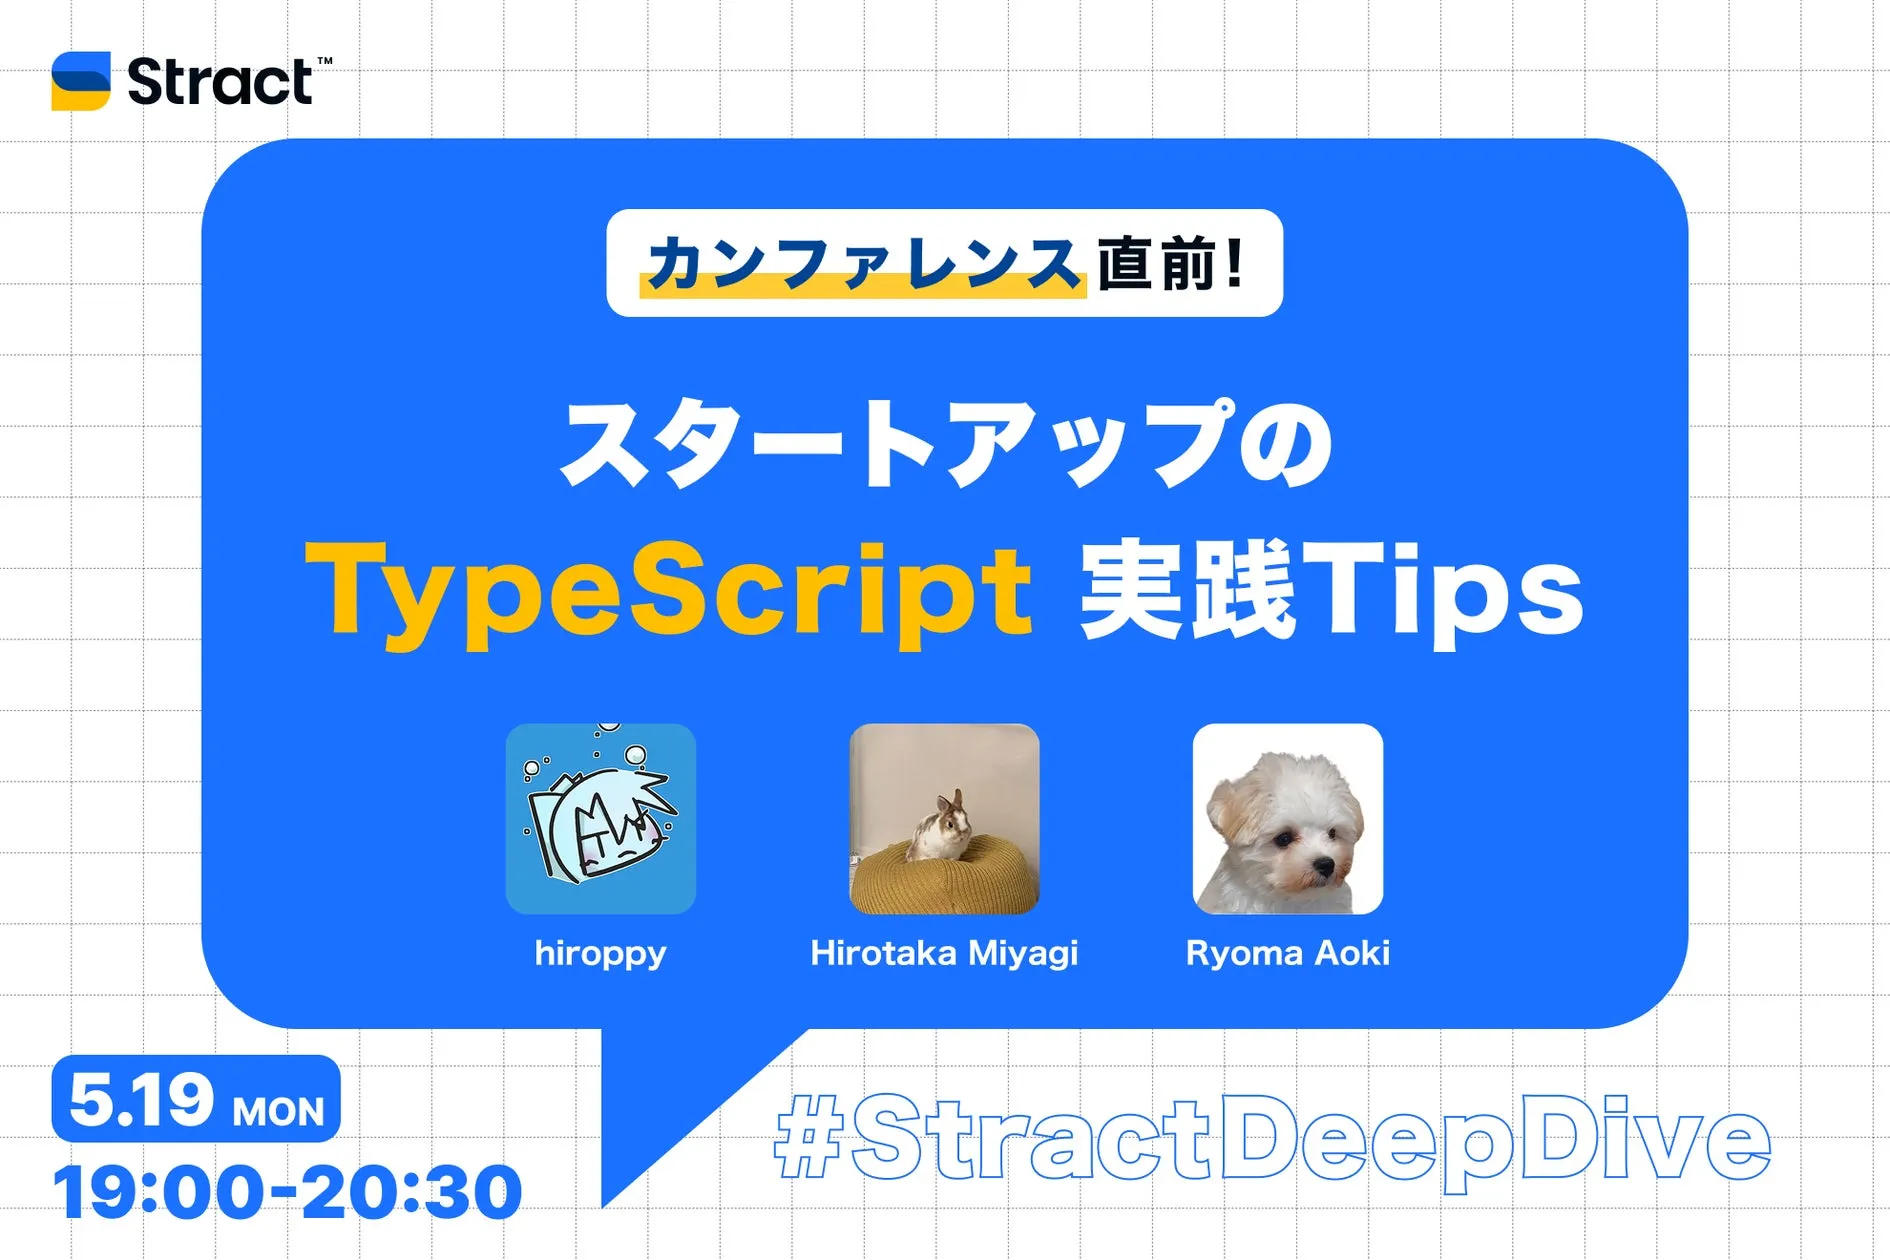 Stract™
カンファレンス直前!
スタートアップの
TypeScript 実践Tips
hiroppy
Hirotaka Miyagi
Ryoma Aoki
5.19 MON
19:00-20:30
#StractDeepDive